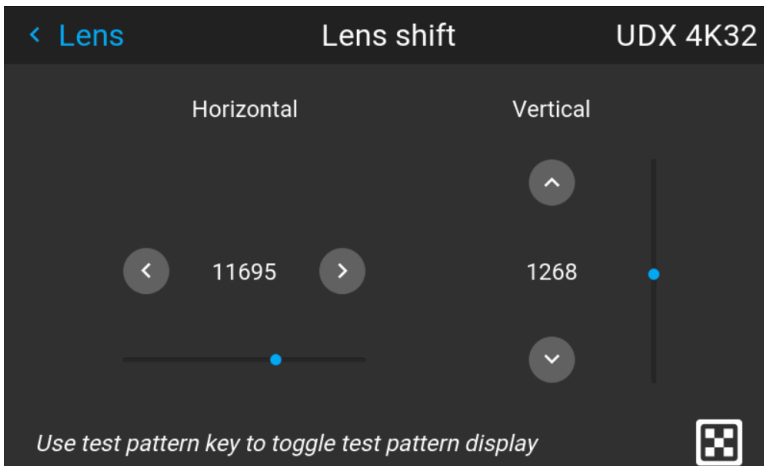 Lens
Lens shift
UDX 4K32
Horizontal
Vertical
11695
1268
Use test pattern key to toggle test pattern display